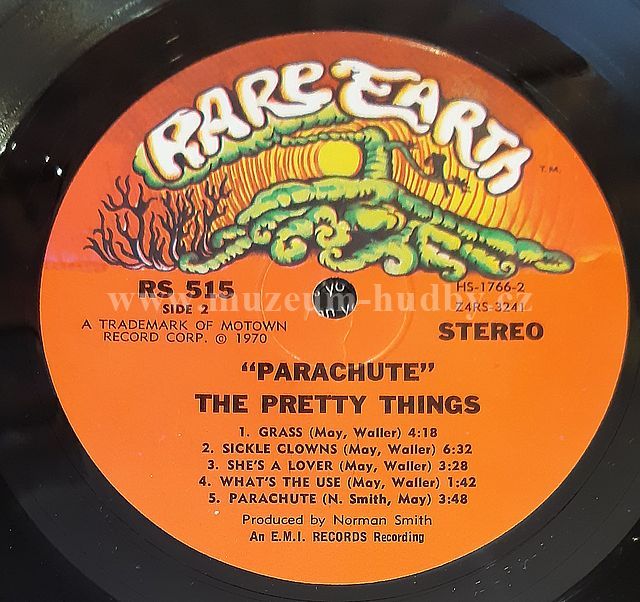 RARE EARTH
T.M.
RS 515
SIDE 2
A TRADEMARK OF MOTOWN
RECORD CORP. © 1970
HS-1766-2
Z4RS-3241
STEREO
www.muzeum-hudby.cz
"PARACHUTE"
THE PRETTY THINGS
1. GRASS (May, Waller) 4:18
2. SICKLE CLOWNS (May, Waller) 6:32
3. SHE'S A LOVER (May, Waller) 3:28
4. WHAT'S THE USE (May, Waller) 1:42
5. PARACHUTE (N. Smith, May) 3:48
Produced by Norman Smith
An E.M.I. RECORDS Recording